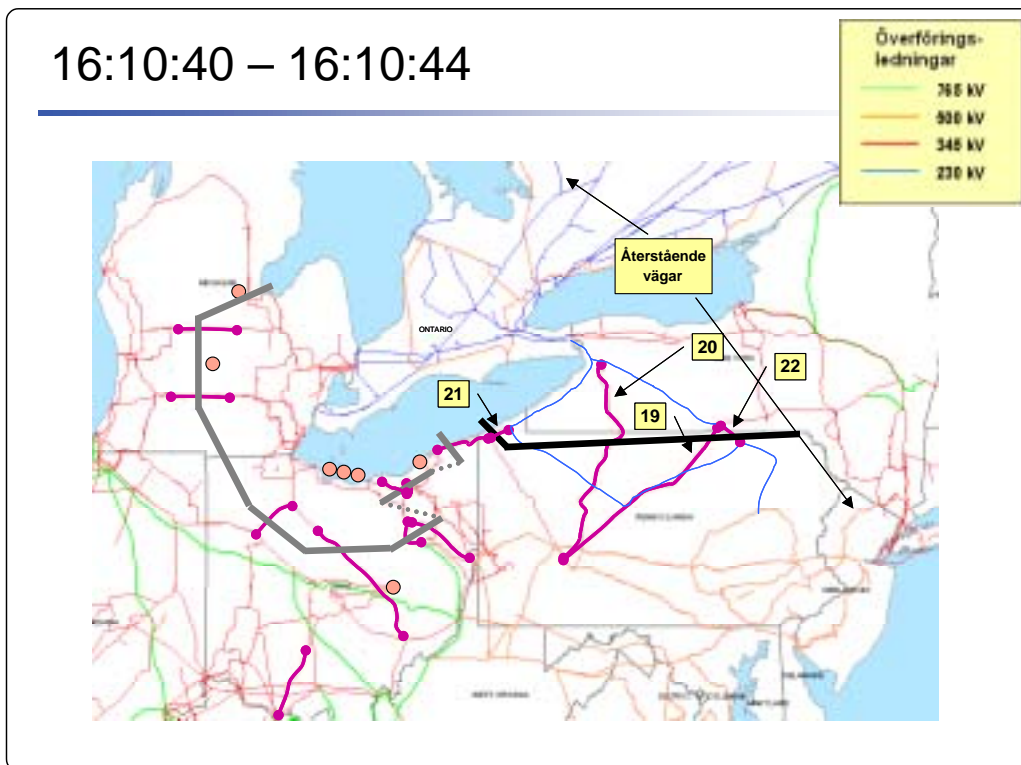 16:10:40 – 16:10:44
Överförings-
ledningar
765 kV
500 kV
345 kV
230 kV
Återstående
vägar
ONTARIO
20
22
21
19